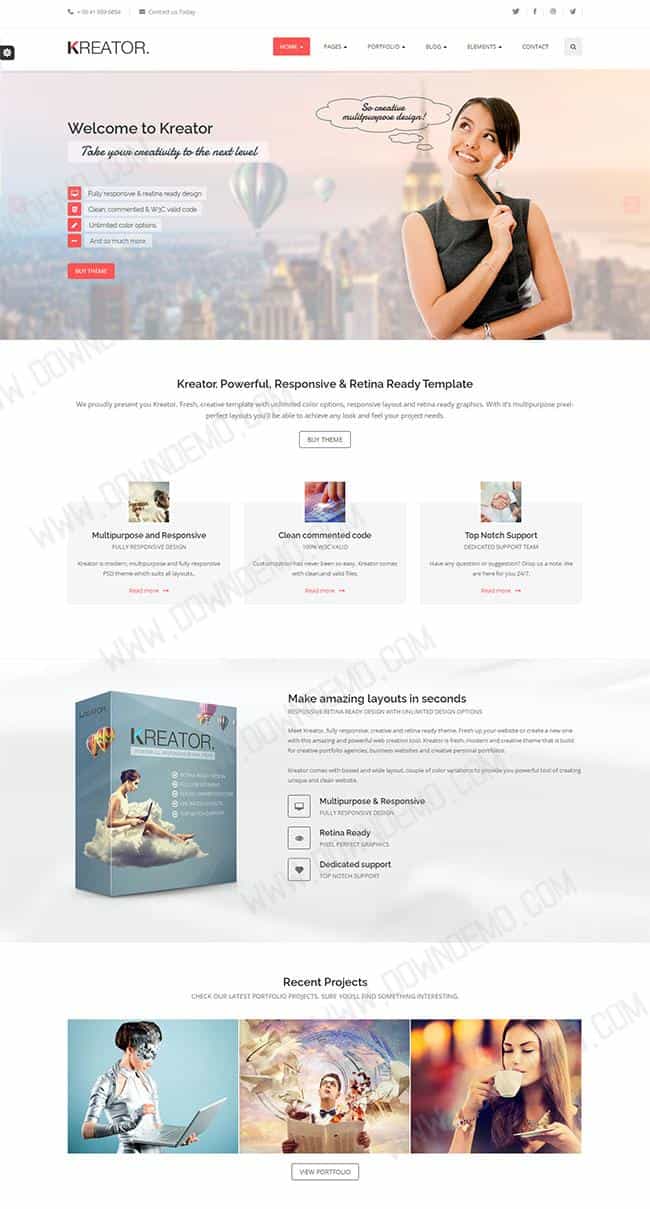 + 00 41 989 6654
Contact us Today
KREATOR.
HOME
PAGES
PORTFOLIO
BLOG
ELEMENTS
CONTACT
So creative
mulitpurpose design!
Welcome to Kreator
Take your creativity to the next level
Fully responsive & reatina ready design
Clean, commented & W3C valid code
Unlimited color options
And so much more.
BUY THEME
Kreator. Powerful, Responsive & Retina Ready Template
We proudly present you Kreator. Fresh, creative template with unlimited color options, responsive layout and retina ready graphics. With it's multipurpose pixel-
perfect layouts you'll be able to achieve any look and feel your project needs.
BUY THEME
Multipurpose and Responsive
FULLY RESPONSIVE DESIGN
Kreator is modern, multipurpose and fully responsive
PSD theme which suits all layouts.
Read more
Clean commented code
100% W3C VALID
Customization has never been so easy. Kreator comes
with clean and valid files.
Read more
Top Notch Support
DEDICATED SUPPORT TEAM
Have any question or suggestion? Drop us a note. We
are here for you 24/7.
Read more
KREATOR.
KREATOR.
RETINA READY DESIGN
TOP NOTCH SUPPORT
Make amazing layouts in seconds
RESPONSIVE RETINA READY DESIGN WITH UNLIMITED DESIGN OPTIONS
Meet Kreator, fully responsive, creative and retina ready theme. Fresh up your website or create a new one
with this amazing and powerful web creation tool. Kreator is fresh, modern and creative theme that is build
for creative portfolio agencies, business websites and creative personal portfolios.
Kreator comes with boxed and wide layout, couple of color variations to provide you powerful tool of creating
unique and clean website.
Multipurpose & Responsive
FULLY RESPONSIVE DESIGN
Retina Ready
PIXEL PERFECT GRAPHICS
Dedicated support
TOP NOTCH SUPPORT
Recent Projects
CHECK OUR LATEST PORTFOLIO PROJECTS. SURE YOU'LL FIND SOMETHING INTERESTING.
VIEW PORTFOLIO
WWW.DOWNDEMO.COM